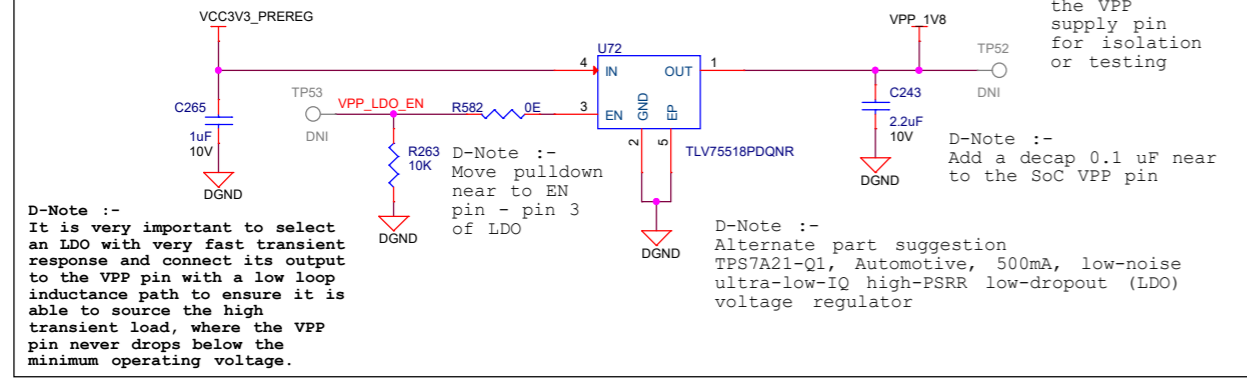 the VPP
supply pin
for isolation
or testing
VCC3V3_PREREG
VPP_1V8
U72
TP52
4
IN
OUT
1
DNI
C265
1uF
10V
TP53
VPP_LDO_EN
R582
0E
3
EN
GND
EP
C243
2.2uF
10V
DNI
R263
10K
2
5
TLV75518PDQNR
DGND
D-Note :-
Move pulldown
near to EN
pin - pin 3
of LDO
DGND
DGND
DGND
D-Note :-
Add a decap 0.1 uF near
to the SoC VPP pin
D-Note :-
It is very important to select
an LDO with very fast transient
response and connect its output
to the VPP pin with a low loop
inductance path to ensure it is
able to source the high
transient load, where the VPP
pin never drops below the
minimum operating voltage.
D-Note :-
Alternate part suggestion
TPS7A21-Q1, Automotive, 500mA, low-noise
ultra-low-IQ high-PSRR low-dropout (LDO)
voltage regulator